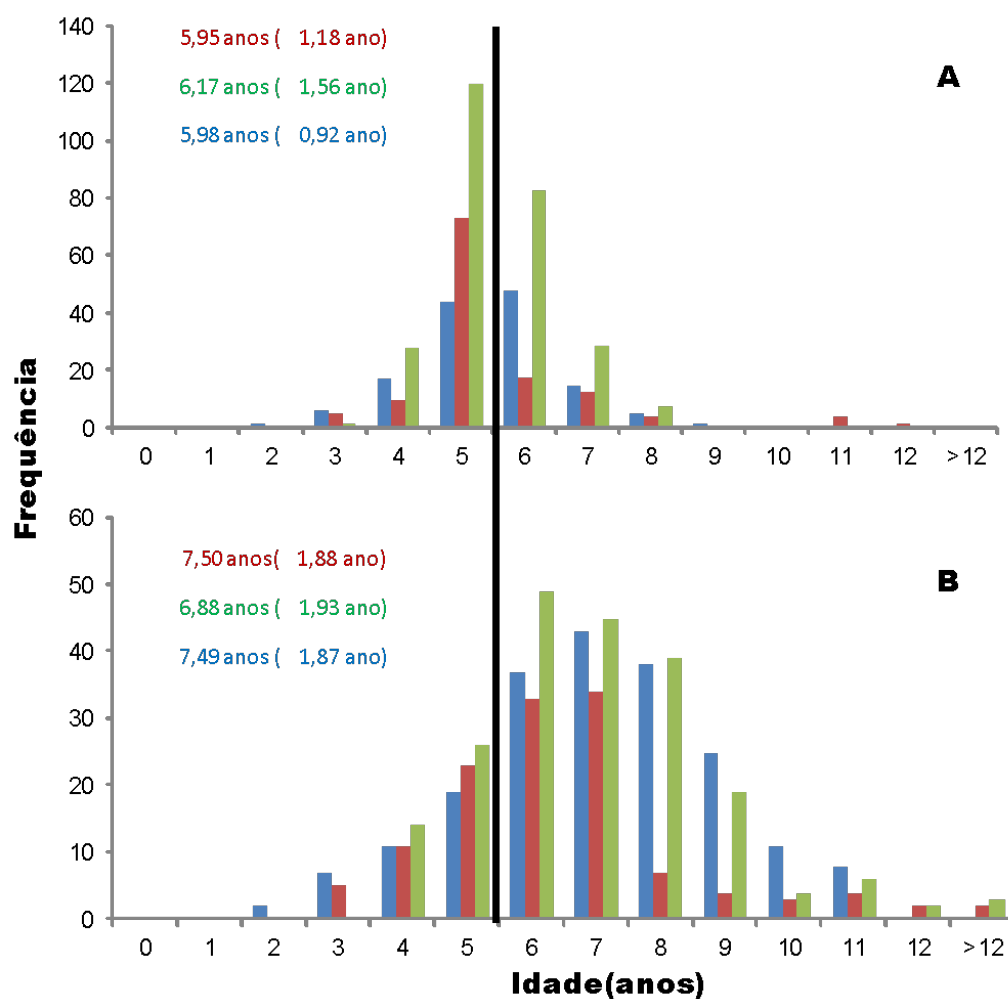 140
120
100
80
60
40
20
0
5,95 anos ( 1,18 ano)
6,17 anos ( 1,56 ano)
5,98 anos ( 0,92 ano)
A
0 1 2 3 4 5 6 7 8 9 10 11 12 >12
Frequência
60
50
40
30
20
10
0
7,50 anos( 1,88 ano)
6,88 anos ( 1,93 ano)
7,49 anos ( 1,87 ano)
B
0 1 2 3 4 5 6 7 8 9 10 11 12 >12
Idade(anos)